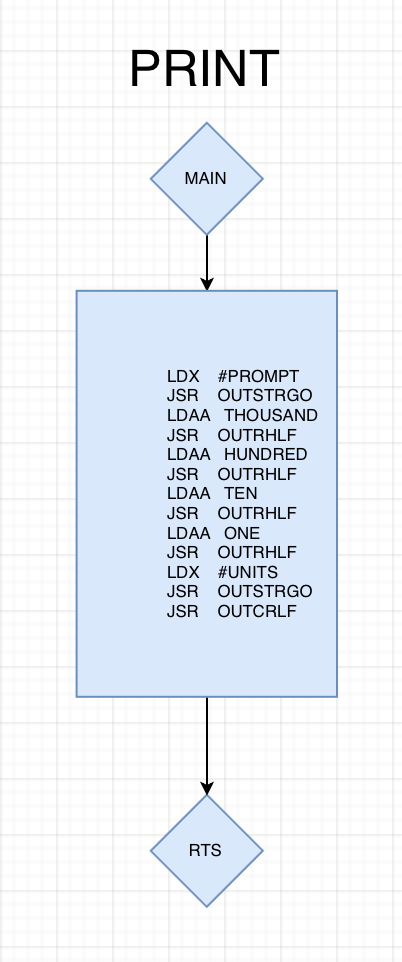 PRINT
MAIN
LDX #PROMPT
JSR OUTSTRGO
LDAA THOUSAND
JSR OUTRHLF
LDAA HUNDRED
JSR OUTRHLF
LDAA TEN
JSR OUTRHLF
LDAA ONE
JSR OUTRHLF
LDX #UNITS
JSR OUTSTRGO
JSR OUTCRLF
RTS